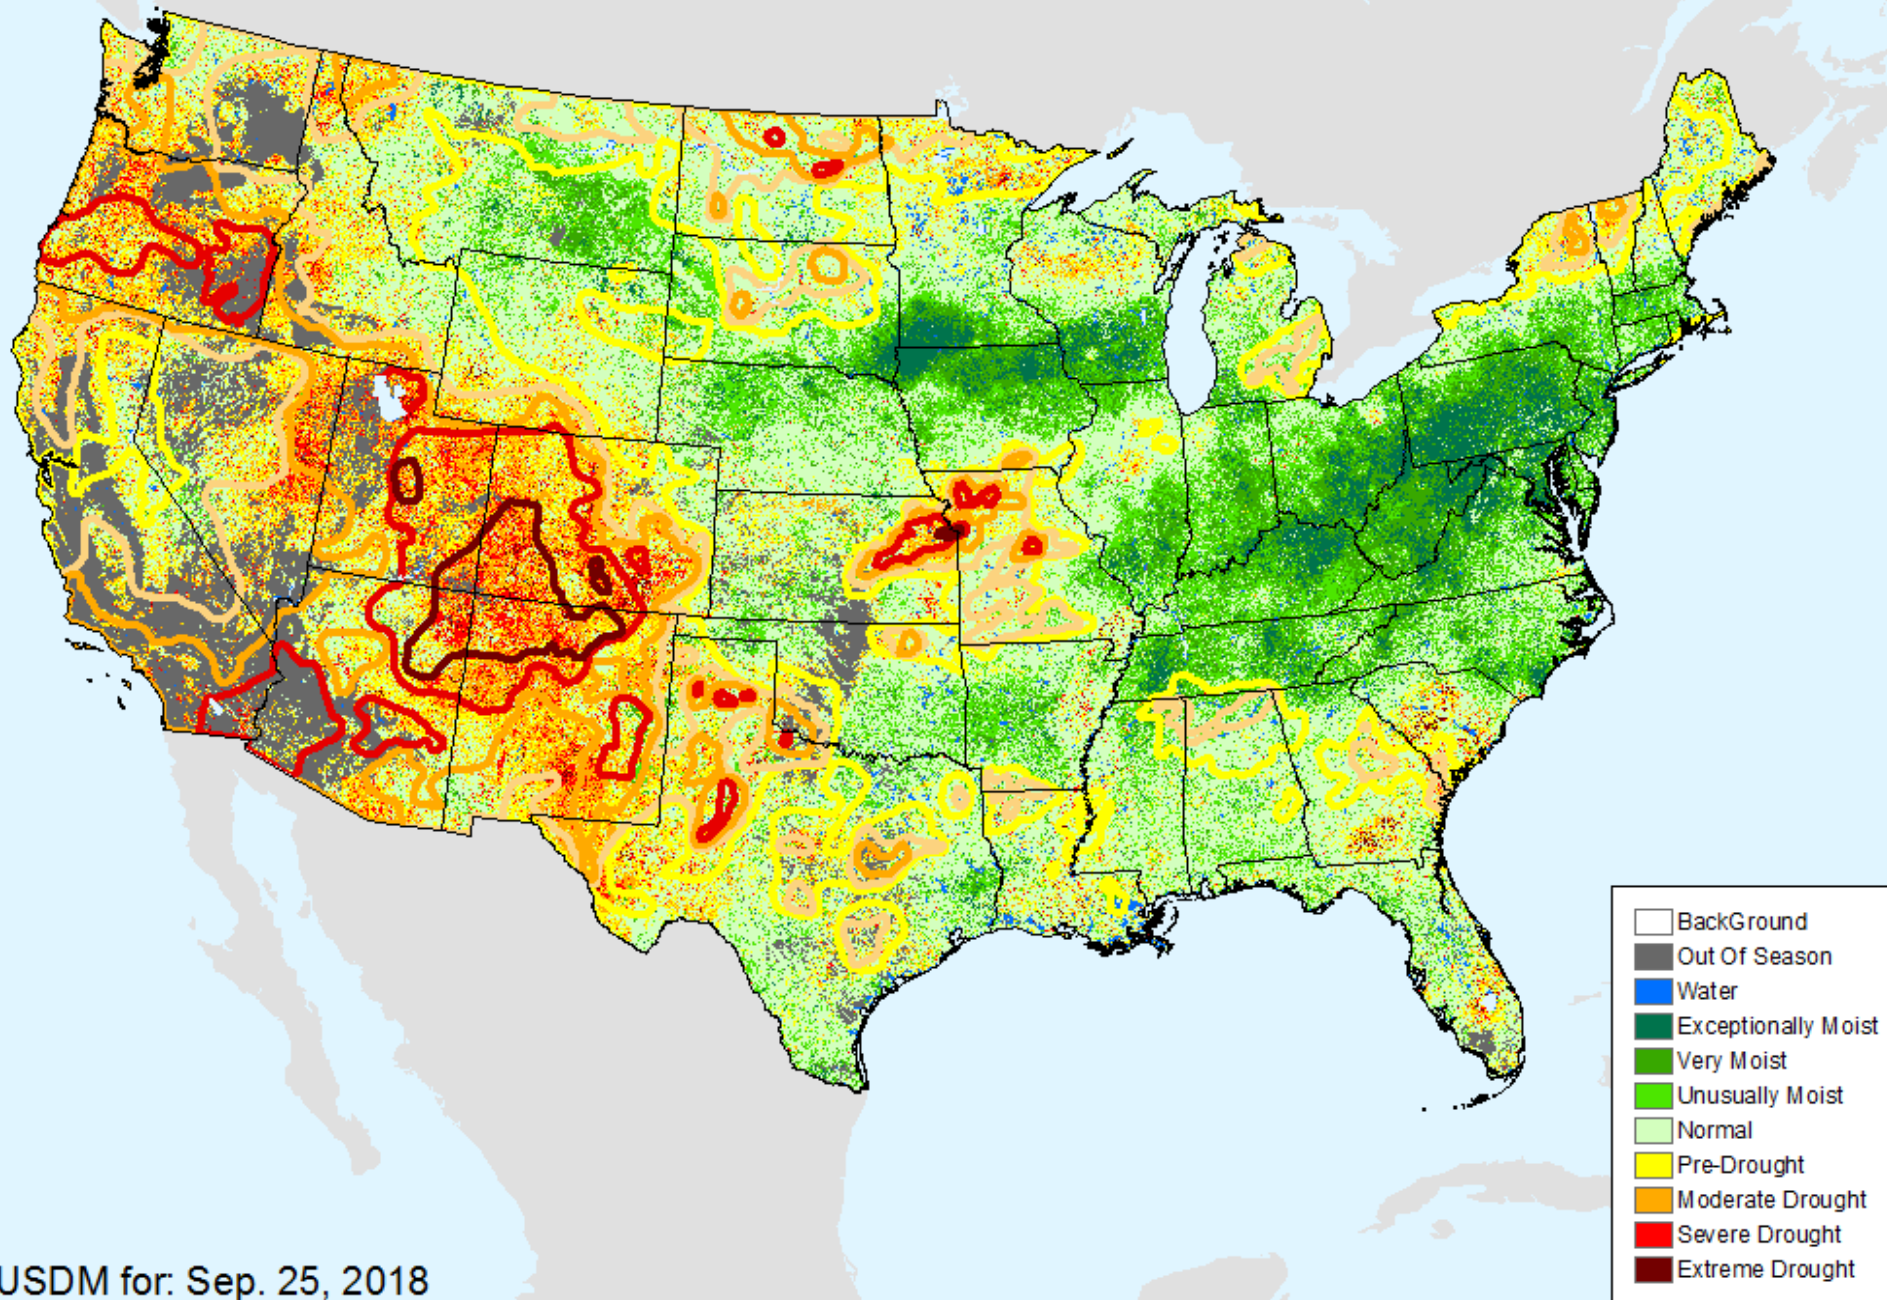 BackGround
Out Of Season
Water
Exceptionally Moist
Very Moist
Unusually Moist
Normal
Pre-Drought
Moderate Drought
Severe Drought
Extreme Drought
USDM for: Sep. 25, 2018